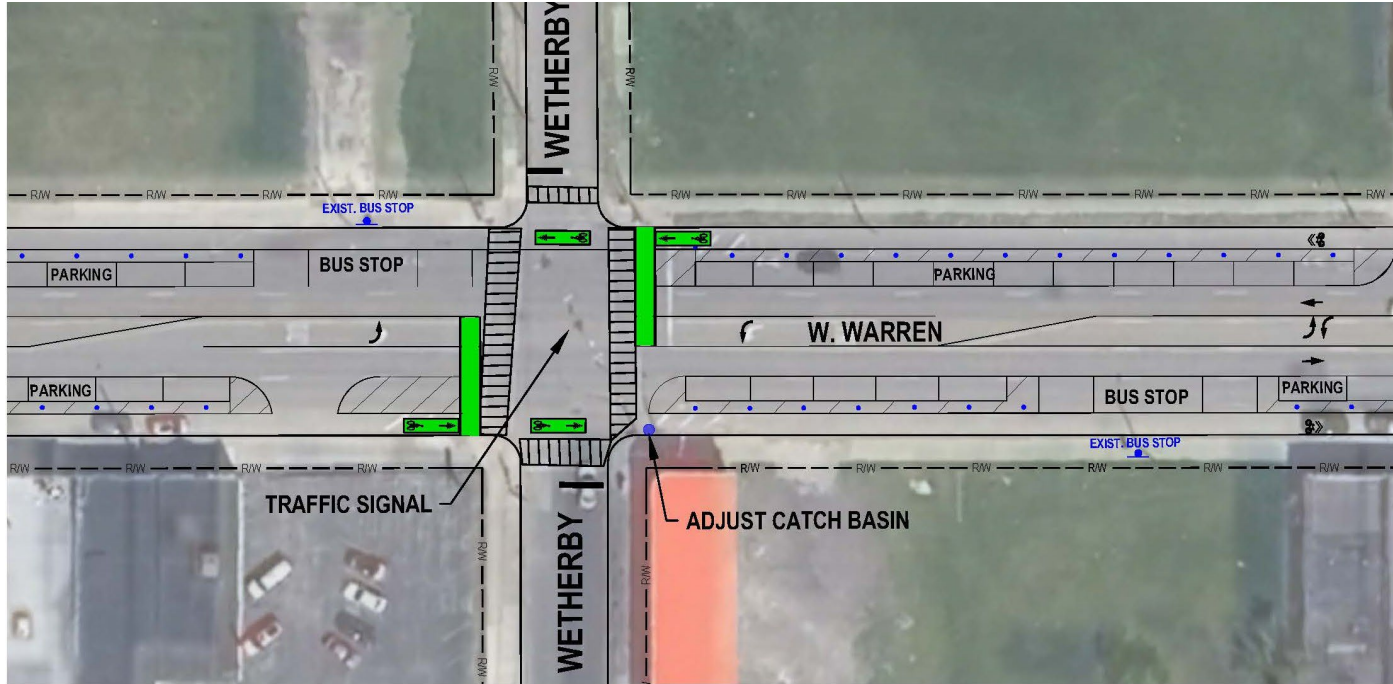 WETHERBY
R/W
R/W
R/W R/W R/W R/W R/W R/W R/W R/W R/W R/W R/W
EXIST. BUS STOP
BUS STOP
PARKING
PARKING
W. WARREN
PARKING
BUS STOP
PARKING
EXIST. BUS STOP
R/W R/W R/W R/W R/W R/W R/W R/W R/W R/W
TRAFFIC SIGNAL
ADJUST CATCH BASIN
R/W
R/W
WETHERBY
R/W